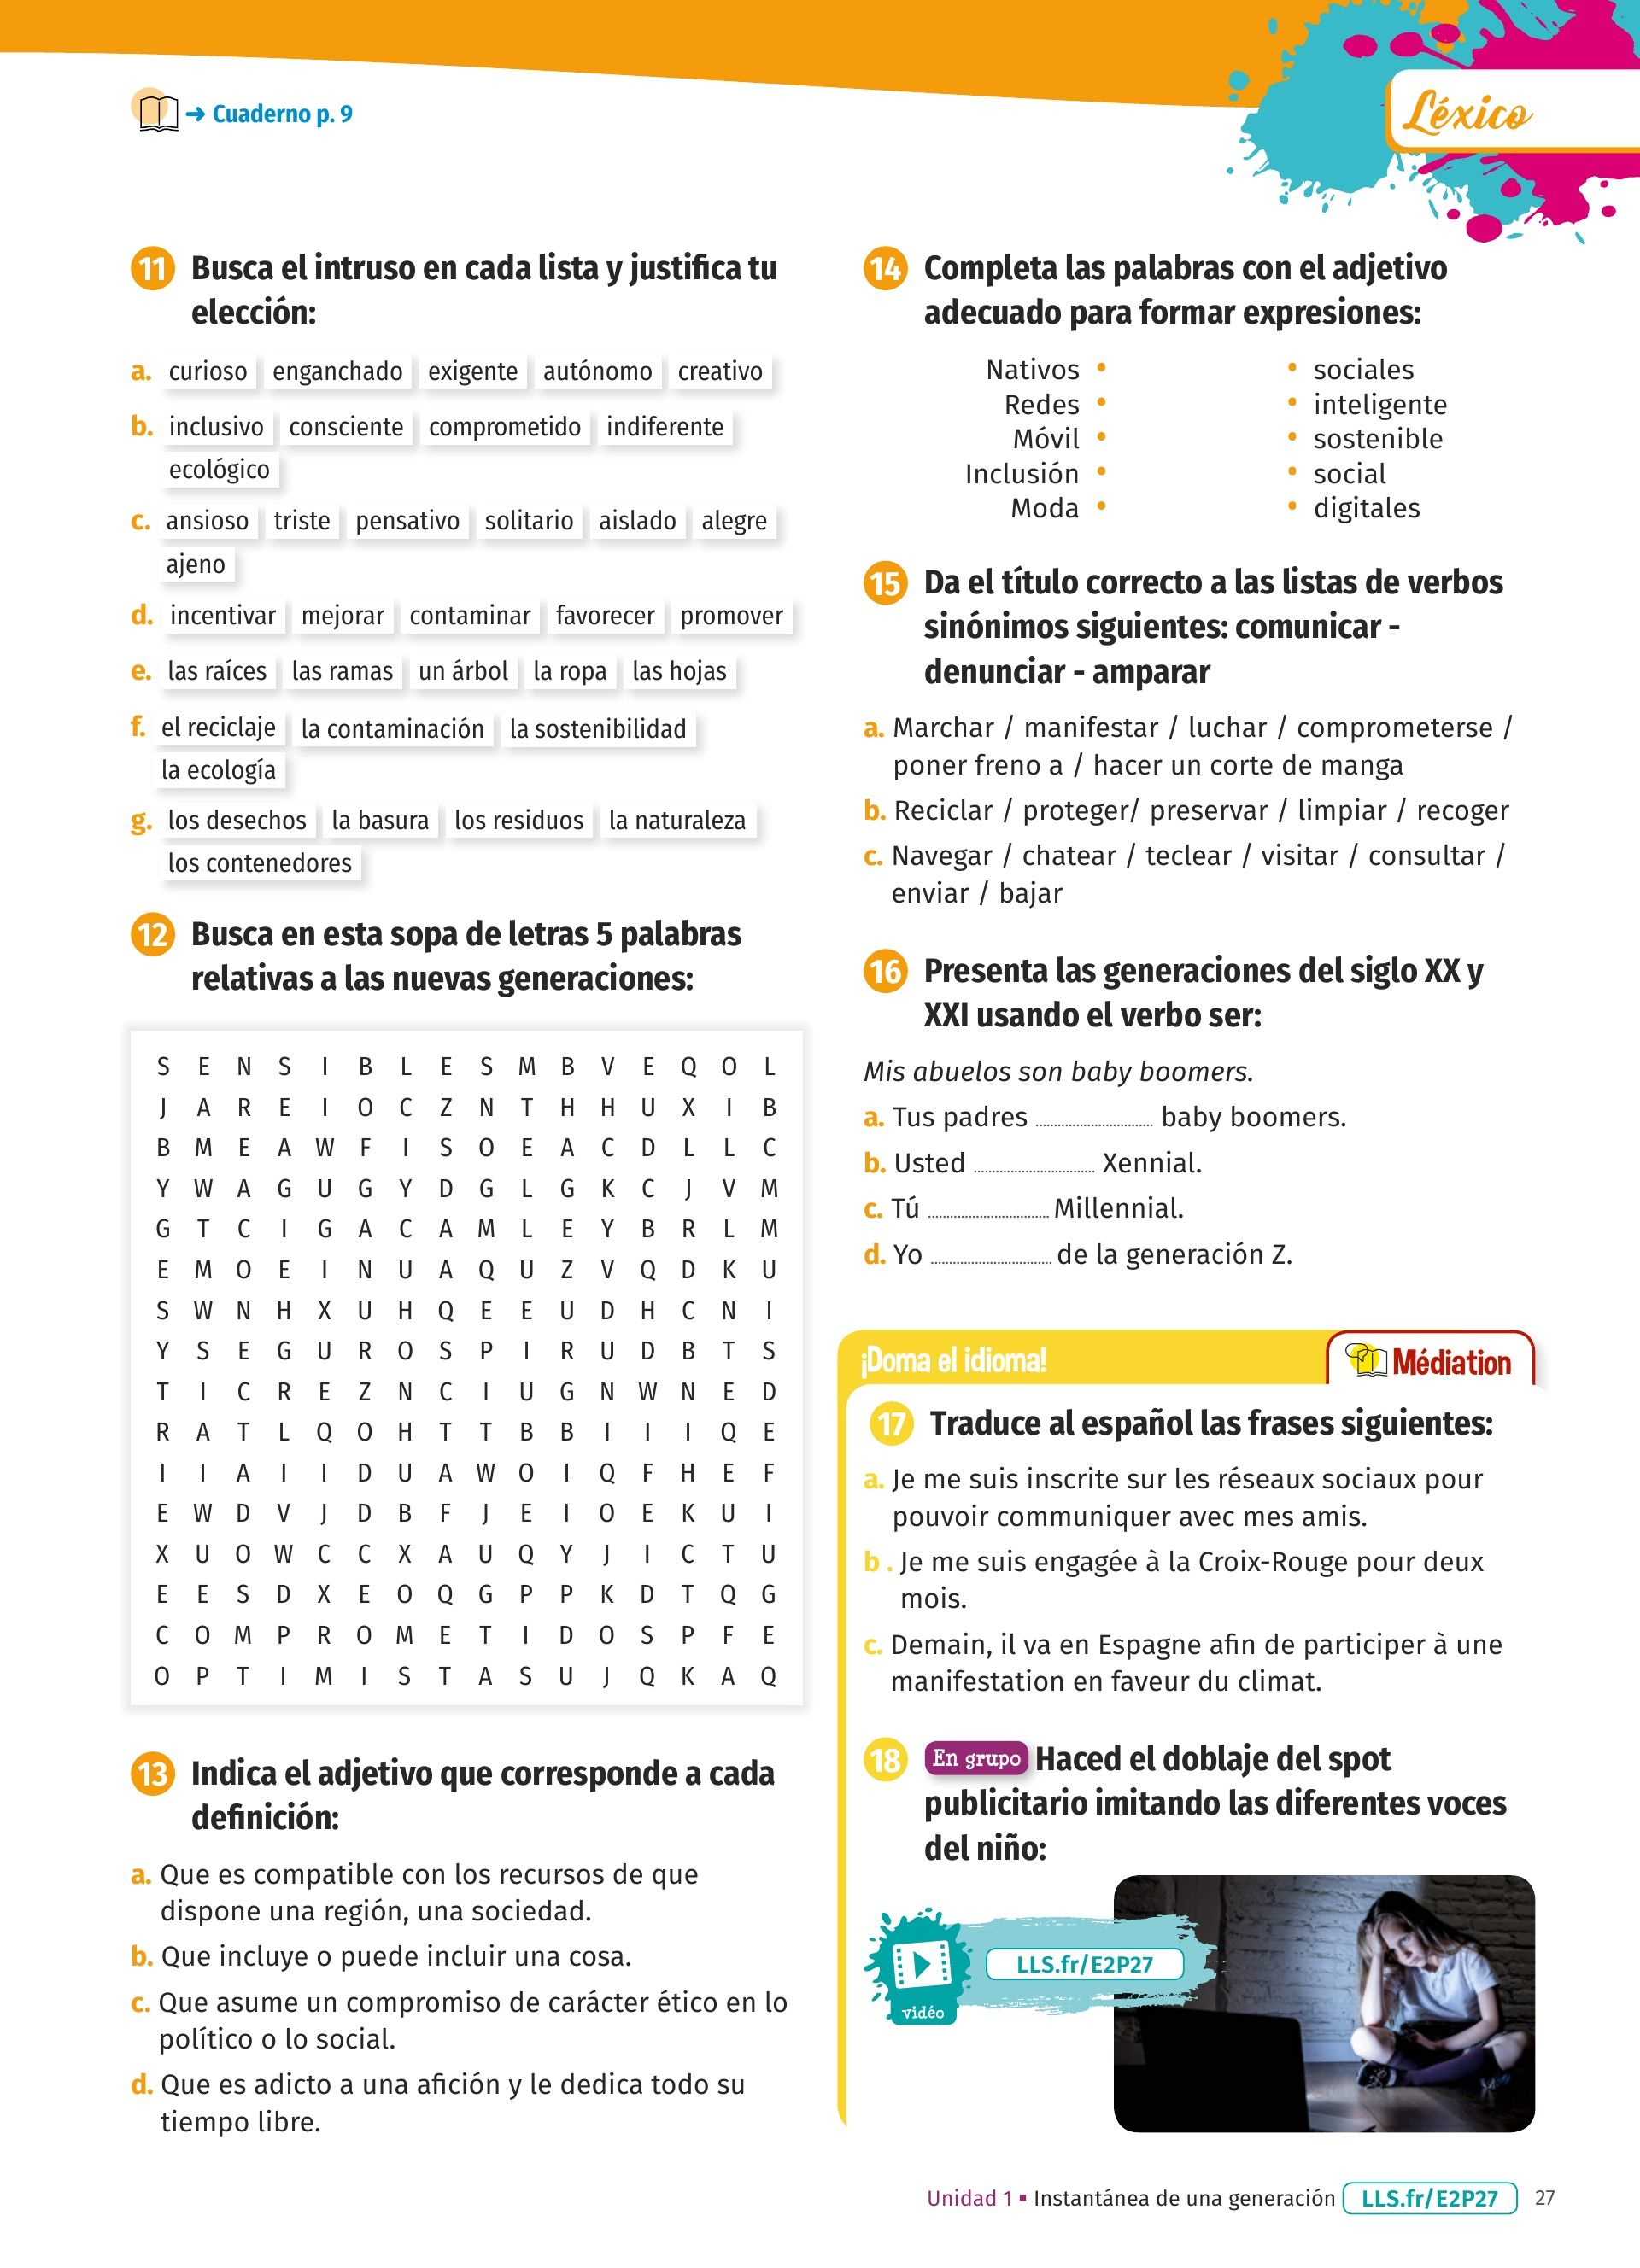 → Cuaderno p. 9
Léxico
11 Busca el intruso en cada lista y justifica tu
elección:
a. curioso enganchado exigente autónomo creativo
b. inclusivo consciente comprometido indiferente
ecológico
c. ansioso triste pensativo solitario aislado alegre
ajeno
d. incentivar mejorar contaminar favorecer promover
e. las raíces las ramas un árbol la ropa las hojas
f. el reciclaje la contaminación la sostenibilidad
la ecología
g. los desechos la basura los residuos la naturaleza
los contenedores
12 Busca en esta sopa de letras 5 palabras
relativas a las nuevas generaciones:
S E N S I B L E S M B V E Q O L
J A R E I O C Z N T H H U X I B
B M E A W F I S O E A C D L L C
Y W A G U G Y D G L G K C J V M
G T C I G A C A M L E Y B R L M
E M O E I N U A Q U Z V Q D K U
S W N H X U H Q E E U D H C N I
Y S E G U R O S P I R U D B T S
T I C R E Z N C I U G N W N E D
R A T L Q O H T T B B I I I Q E
I I A I I D U A W O I Q F H E F
E W D V J D B F J E I O E K U I
X U O W C C X A U Q Y J I C T U
E E S D X E O Q G P P K D T Q G
C O M P R O M E T I D O S P F E
O P T I M I S T A S U J Q K A Q
13 Indica el adjetivo que corresponde a cada
definición:
a. Que es compatible con los recursos de que
dispone una región, una sociedad.
b. Que incluye o puede incluir una cosa.
c. Que asume un compromiso de carácter ético en lo
político o lo social.
d. Que es adicto a una afición y le dedica todo su
tiempo libre.
14 Completa las palabras con el adjetivo
adecuado para formar expresiones:
Nativos • • sociales
Redes • • inteligente
Móvil • • sostenible
Inclusión • • social
Moda • • digitales
15 Da el título correcto a las listas de verbos
sinónimos siguientes: comunicar -
denunciar - amparar
a. Marchar / manifestar / luchar / comprometerse /
poner freno a / hacer un corte de manga
b. Reciclar / proteger/ preservar / limpiar / recoger
c. Navegar / chatear / teclear / visitar / consultar /
enviar / bajar
16 Presenta las generaciones del siglo XX y
XXI usando el verbo ser:
Mis abuelos son baby boomers.
a. Tus padres .............................. baby boomers.
b. Usted .............................. Xennial.
c. Tú .............................. Millennial.
d. Yo .............................. de la generación Z.
¡Doma el idioma!
Médiation
17 Traduce al español las frases siguientes:
a. Je me suis inscrite sur les réseaux sociaux pour
pouvoir communiquer avec mes amis.
b . Je me suis engagée à la Croix-Rouge pour deux
mois.
c. Demain, il va en Espagne afin de participer à une
manifestation en faveur du climat.
18 En grupo Haced el doblaje del spot
publicitario imitando las diferentes voces
del niño:
LLS.fr/E2P27
vidéo
Unidad 1 ▪ Instantánea de una generación LLS.fr/E2P27 27